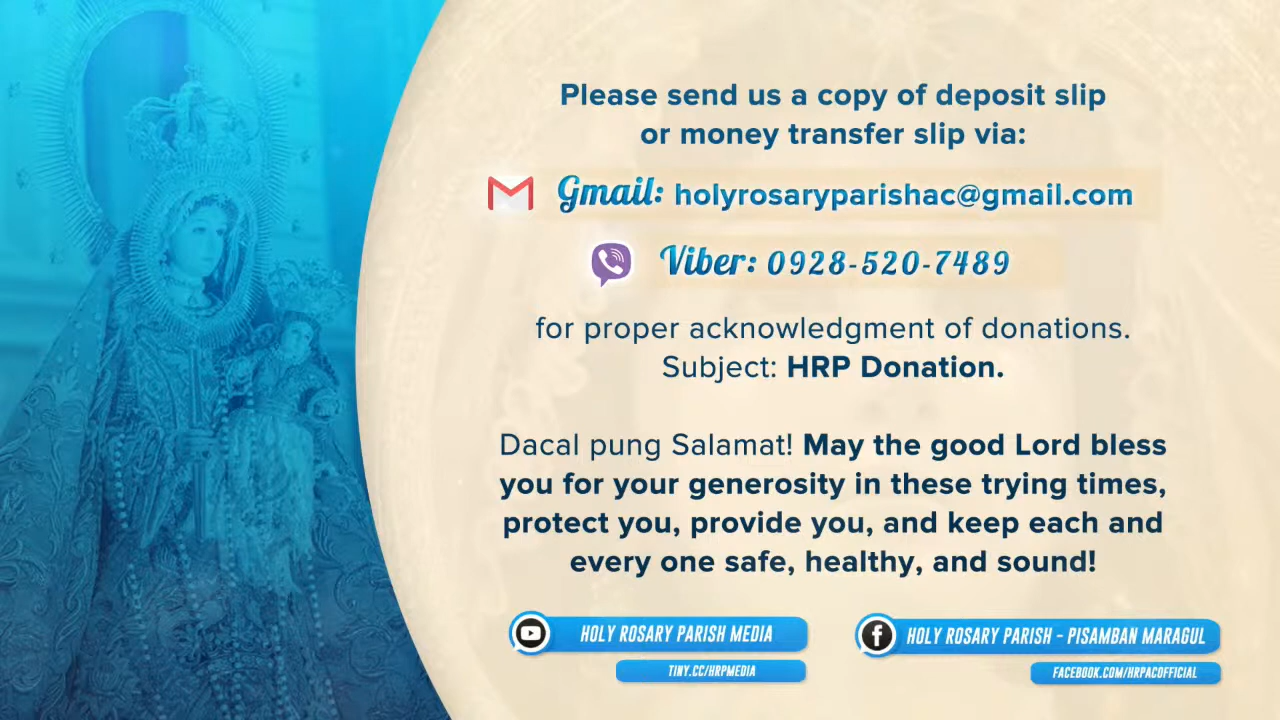 Please send us a copy of deposit slip
or money transfer slip via:
Gmail: holyrosaryparishac@gmail.com
Viber: 0928-520-7489
for proper acknowledgment of donations.
Subject: HRP Donation.
Dacal pung Salamat! May the good Lord bless
you for your generosity in these trying times,
protect you, provide you, and keep each and
every one safe, healthy, and sound!
HOLY ROSARY PARISH MEDIA
TINY.CC/HRPMEDIA
HOLY ROSARY PARISH - PISAMBAN MARAGUL
FACEBOOK.COM/HRPACOFFICIAL